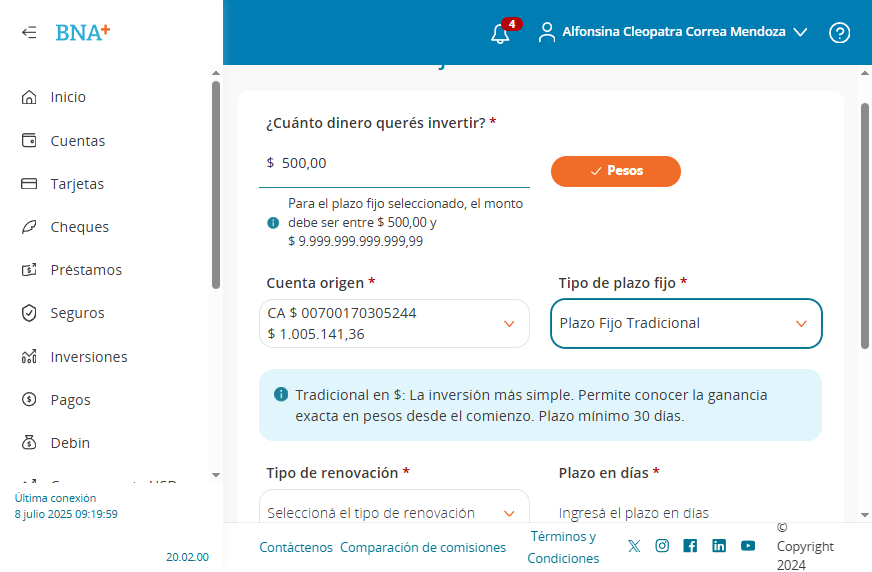 BNA+
4
Alfonsina Cleopatra Correa Mendoza
Inicio
Cuentas
Tarjetas
Cheques
Préstamos
Seguros
Inversiones
Pagos
Debin
Última conexión
8 julio 2025 09:19:59
20.02.00
¿Cuánto dinero querés invertir? *
$ 500,00
Pesos
Para el plazo fijo seleccionado, el monto
debe ser entre $ 500,00 y
$ 9.999.999.999.999,99
Cuenta origen *
Tipo de plazo fijo *
CA $ 00700170305244
$ 1.005.141,36
Plazo Fijo Tradicional
Tradicional en $: La inversión más simple. Permite conocer la ganancia
exacta en pesos desde el comienzo. Plazo mínimo 30 días.
Tipo de renovación *
Plazo en días *
Seleccioná el tipo de renovación
Ingresá el plazo en días
Contáctenos
Comparación de comisiones
Términos y
Condiciones
©
Copyright
2024